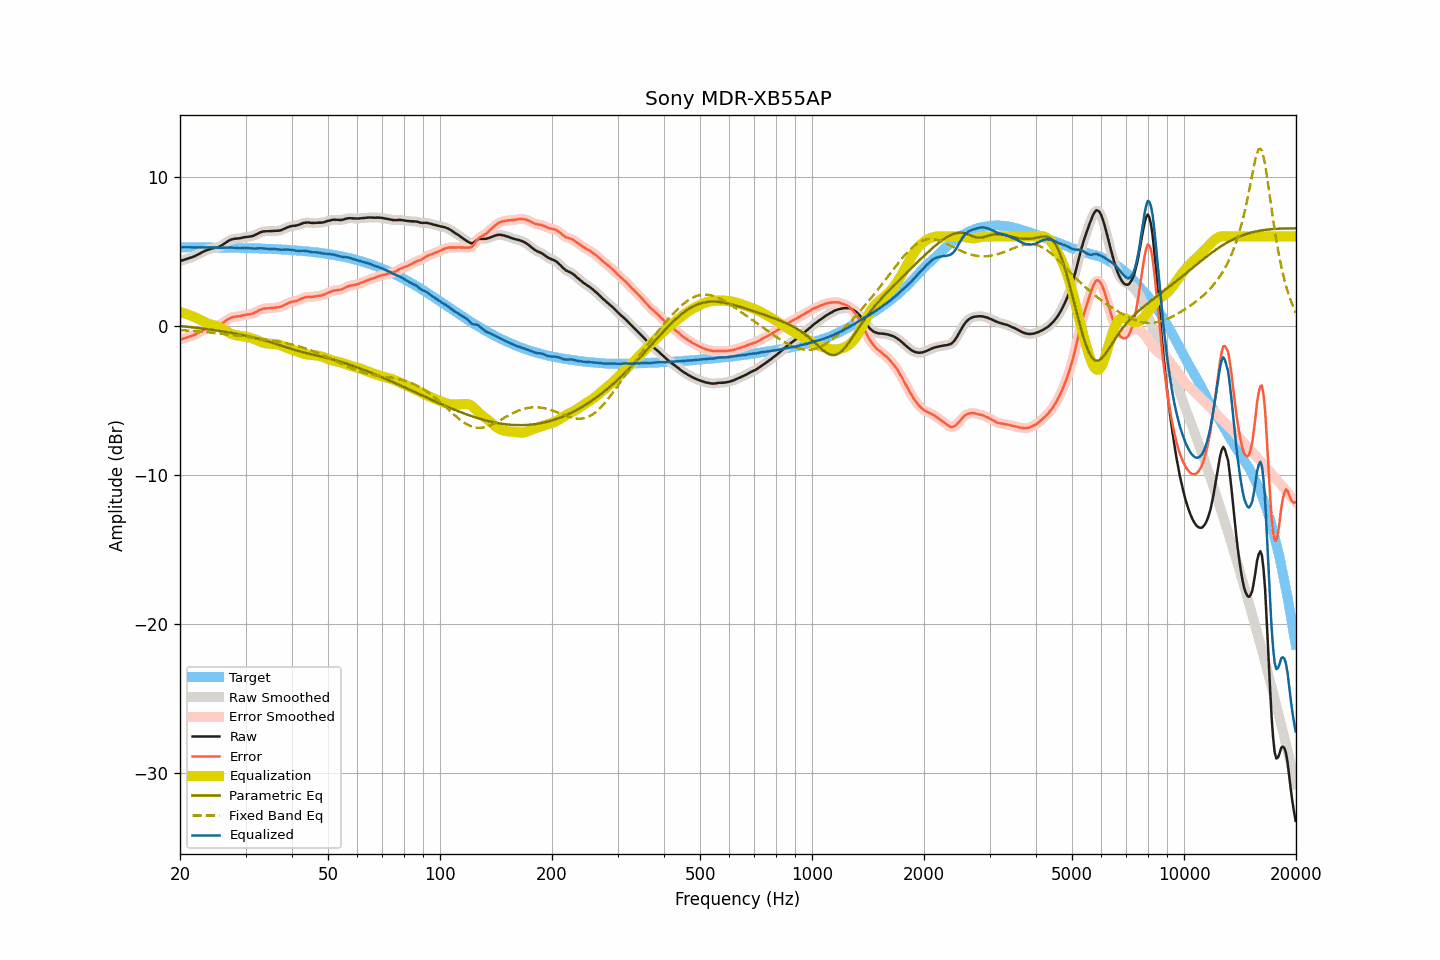 Sony MDR-XB55AP
Amplitude (dBr)
10
0
−10
−20
−30
Target
Raw Smoothed
Error Smoothed
Raw
Error
Equalization
Parametric Eq
Fixed Band Eq
Equalized
20 50 100 200 500 1000 2000 5000 10000 20000
Frequency (Hz)